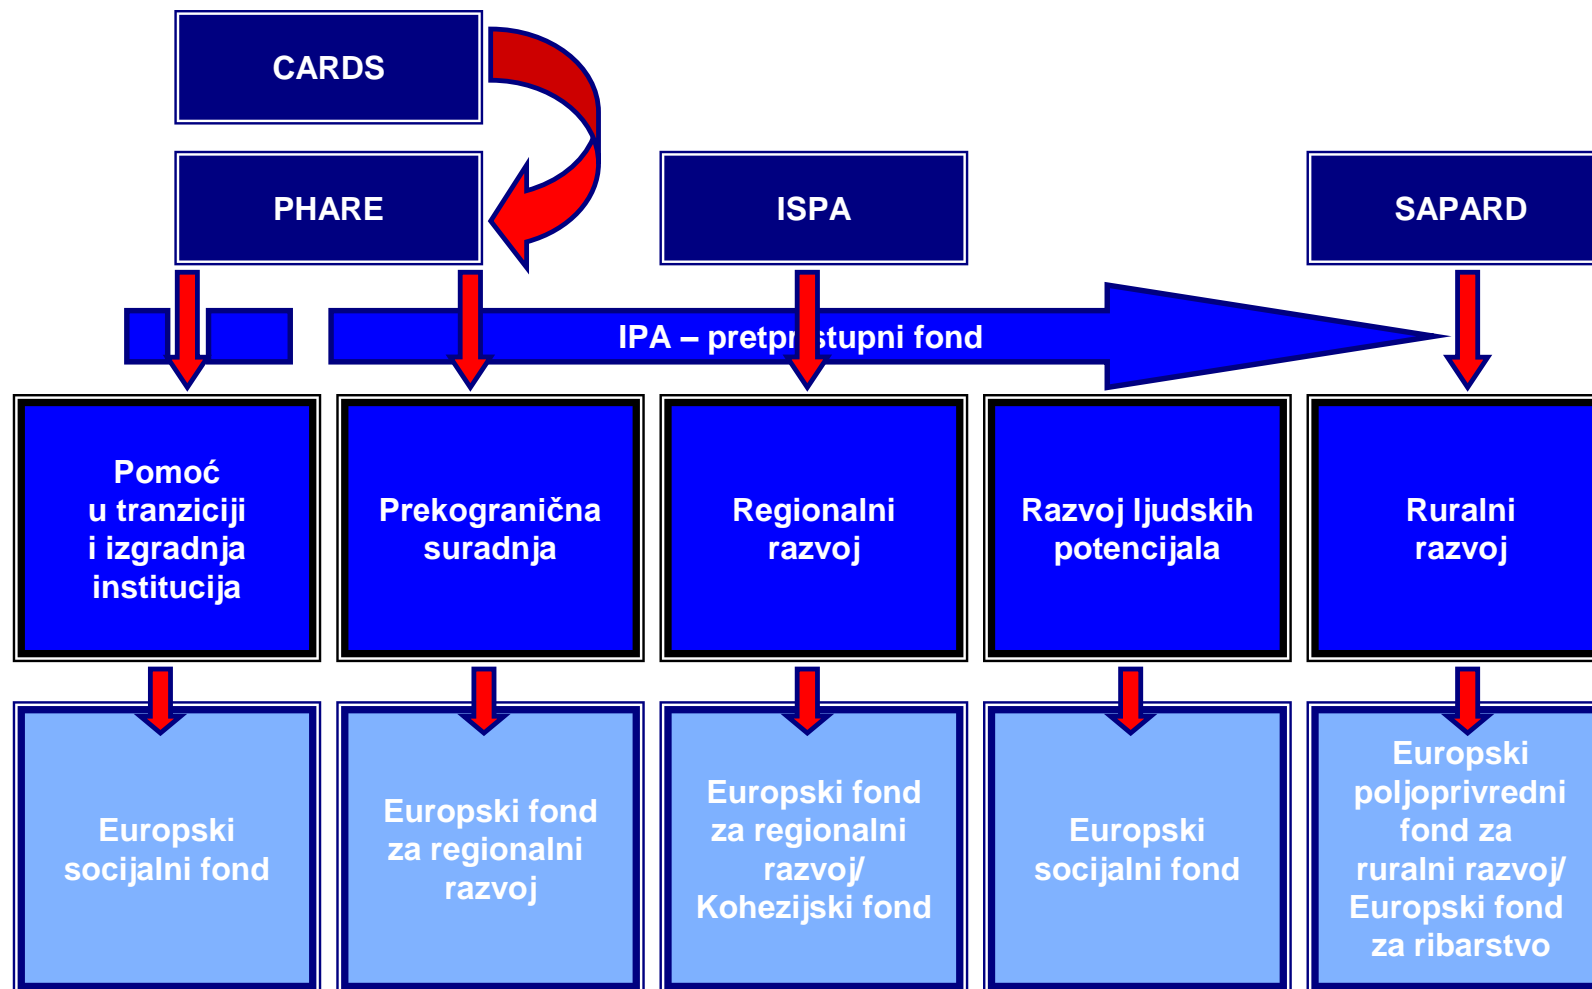 CARDS
PHARE
ISPA
SAPARD
IPA – pretpristupni fond
Pomoć
u tranziciji
i izgradnja
institucija
Prekogranična
suradnja
Regionalni
razvoj
Razvoj ljudskih
potencijala
Ruralni
razvoj
Europski
socijalni fond
Europski fond
za regionalni
razvoj
Europski fond
za regionalni
razvoj/
Kohezijski fond
Europski
socijalni fond
Europski
poljoprivredni
fond za
ruralni razvoj/
Europski fond
za ribarstvo